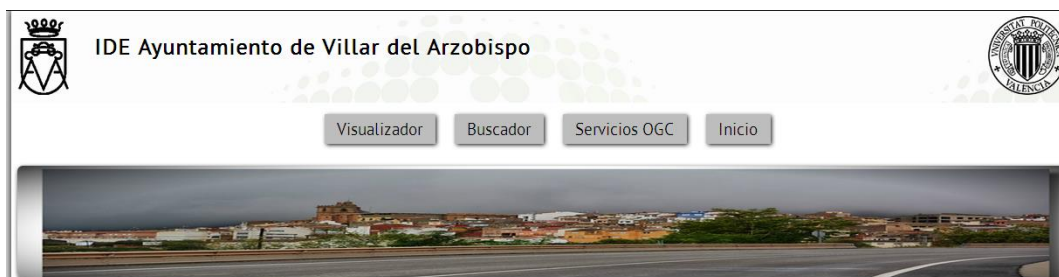 IDE Ayuntamiento de Villar del Arzobispo
Visualizador
Buscador
Servicios OGC
Inicio